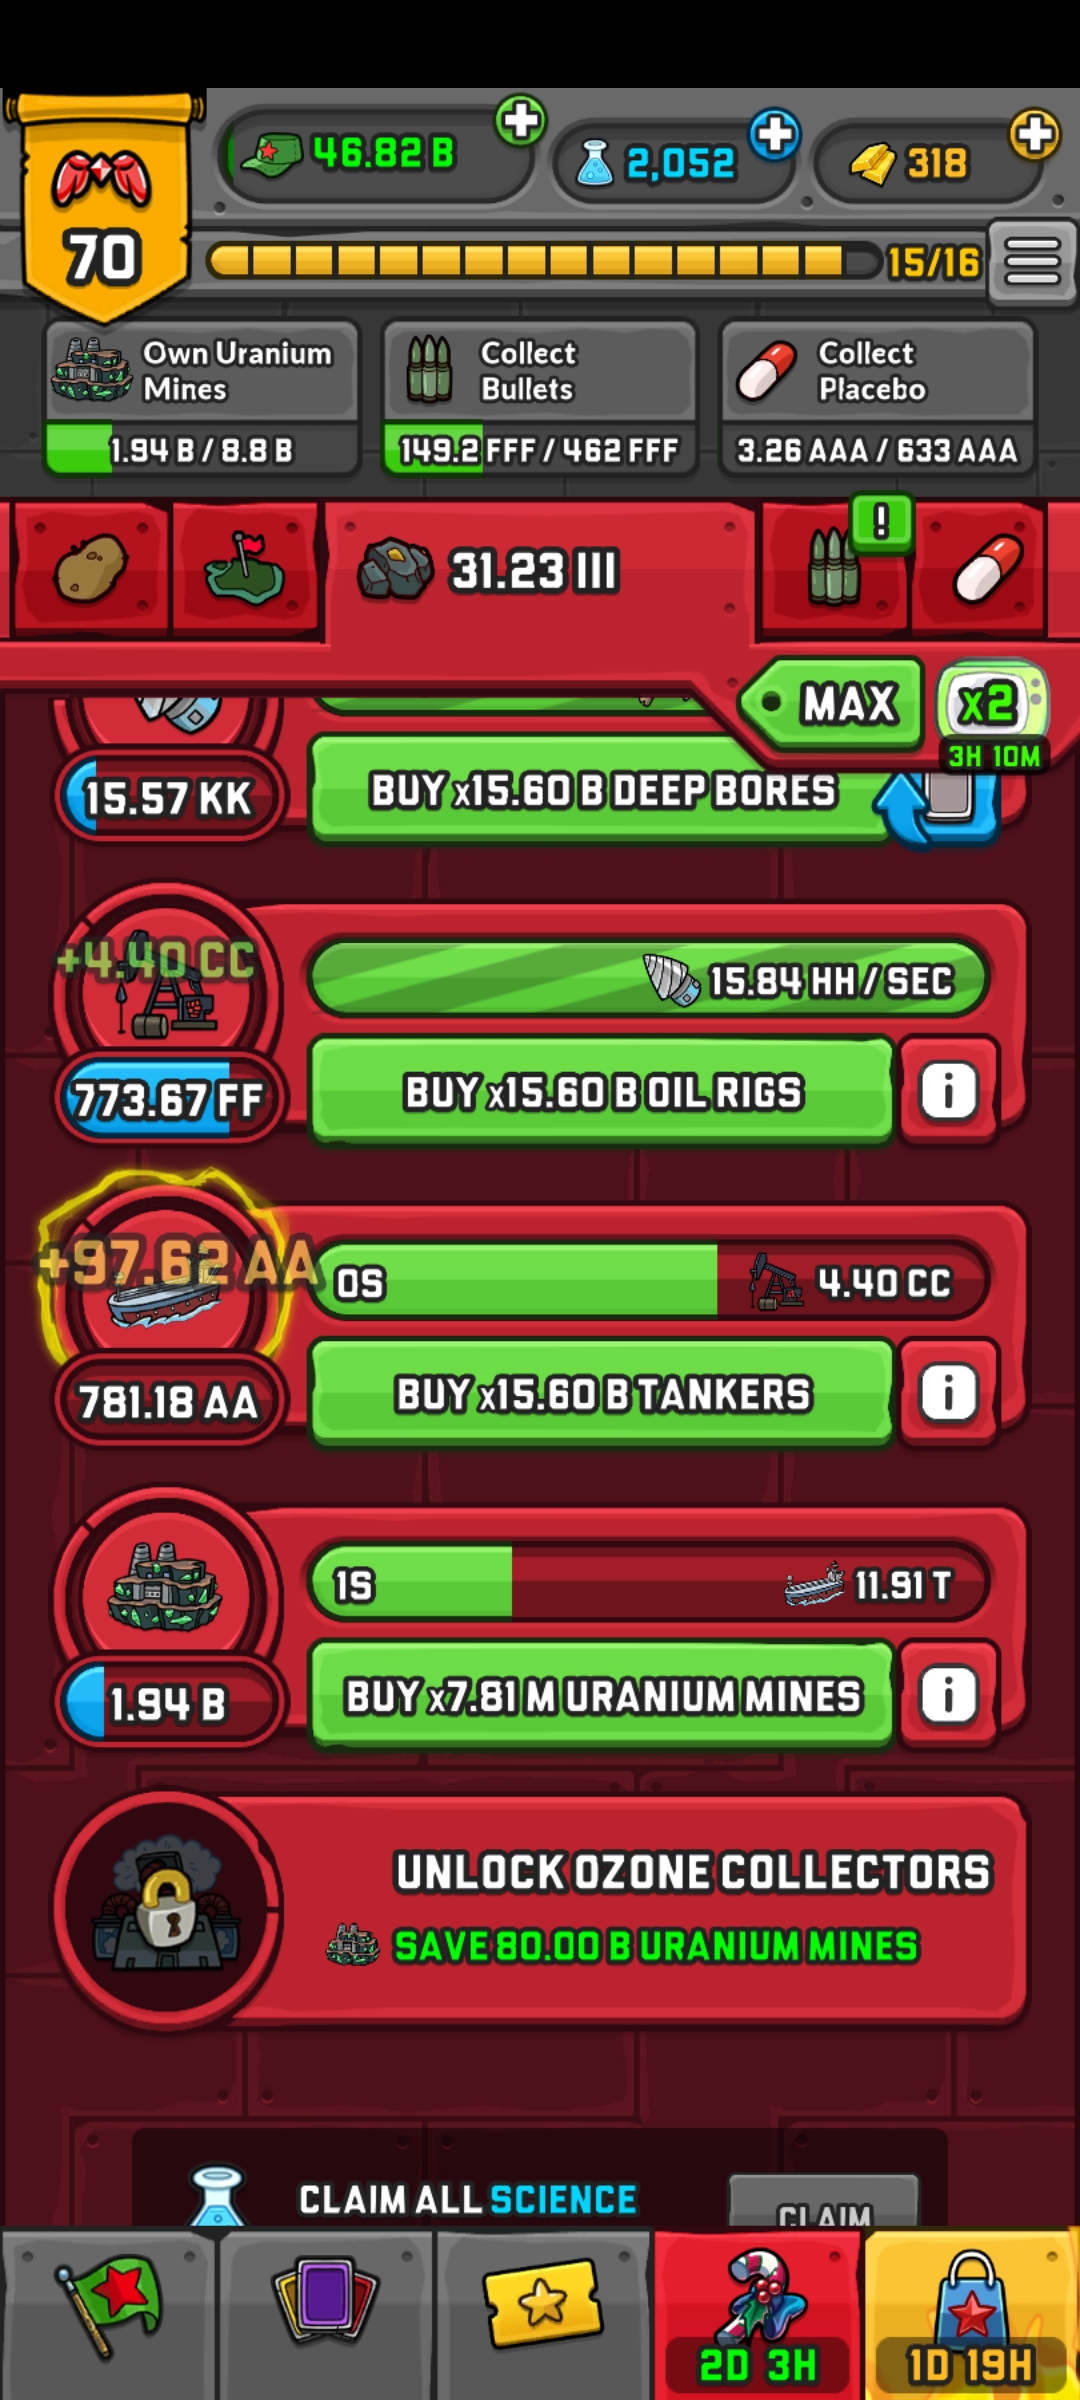 46.82 B
2,052
318
70
15/16
Own Uranium
Mines
1.94 B / 8.8 B
Collect
Bullets
149.2 FFF / 462 FFF
Collect
Placebo
3.26 AAA / 633 AAA
31.23 III
!
MAX
x2
3H 10M
15.57 KK
BUY x15.60 B DEEP BORES
+4.40 CC
15.84 HH / SEC
773.67 FF
BUY x15.60 B OIL RIGS
i
+97.62 AA
0S
4.40 CC
781.18 AA
BUY x15.60 B TANKERS
i
1S
11.91 T
1.94 B
BUY x7.81 M URANIUM MINES
i
UNLOCK OZONE COLLECTORS
SAVE 80.00 B URANIUM MINES
CLAIM ALL SCIENCE
CLAIM
2D 3H
1D 19H